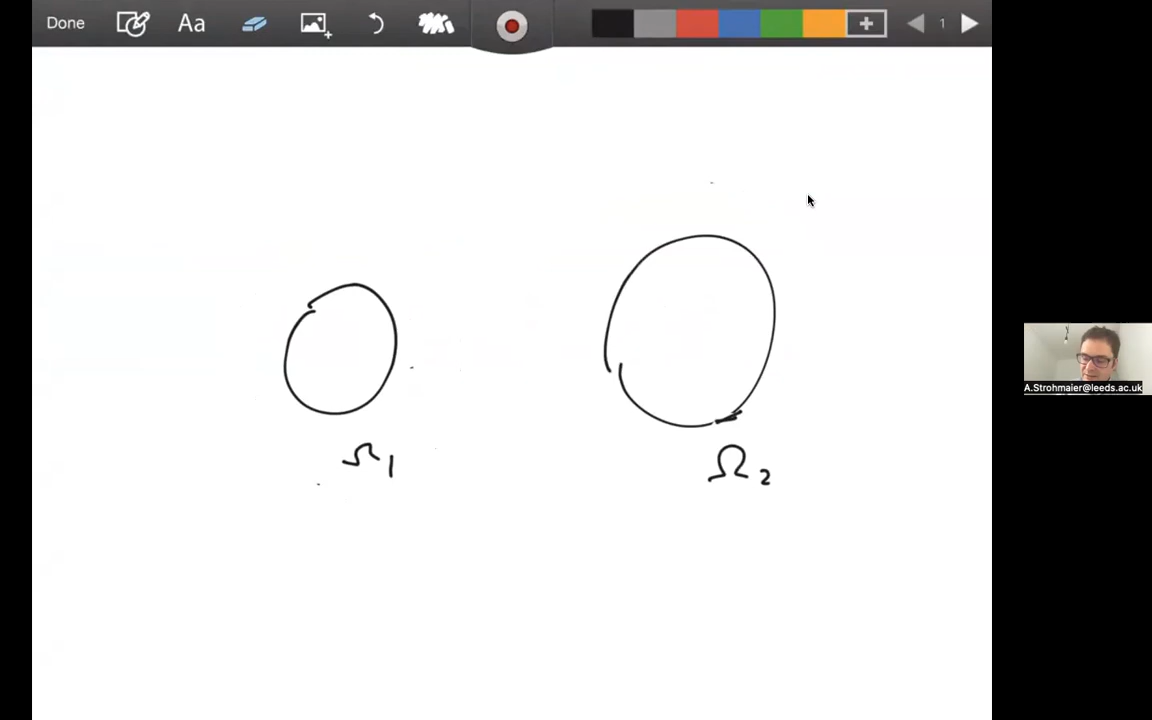 Done Aa 1
Ω₁ Ω₂
A.Strohmaier@leeds.ac.uk